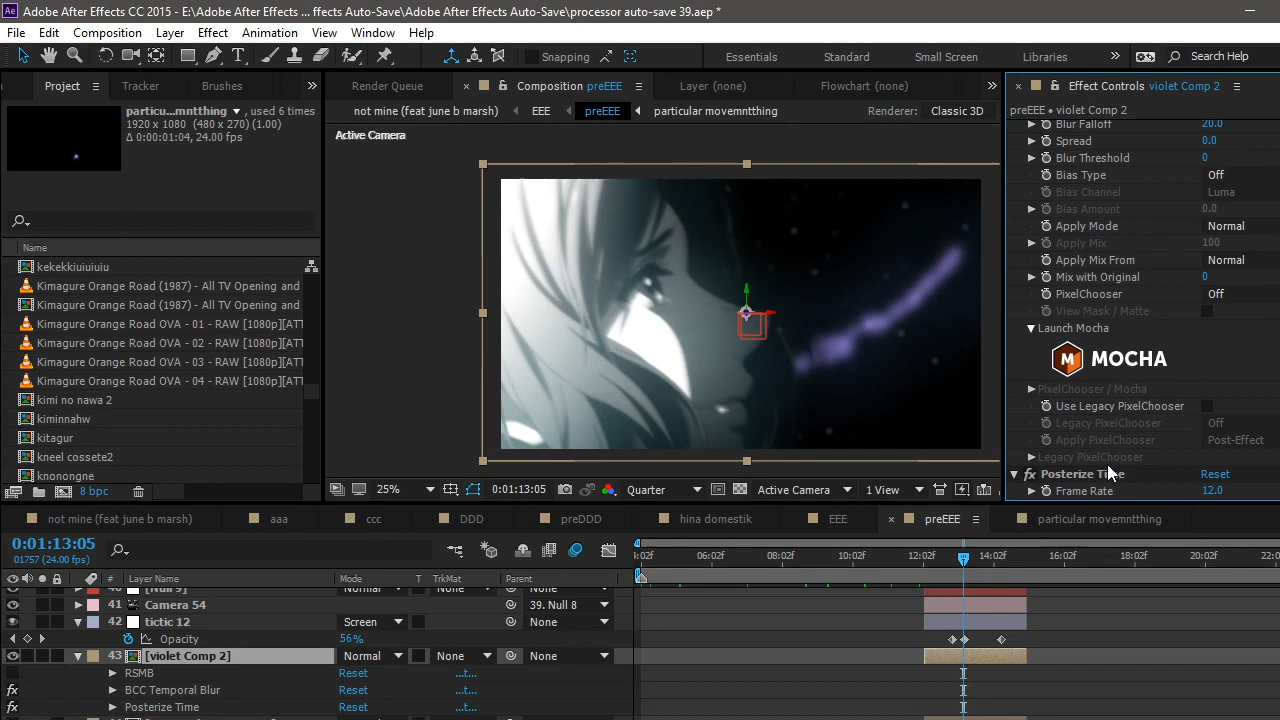 Adobe After Effects CC 2015 - E:\Adobe After Effects ... ffects Auto-Save\Adobe After Effects Auto-Save\processor auto-save 39.aep *
File Edit Composition Layer Effect Animation View Window Help
Snapping Essentials Standard Small Screen Libraries Search Help
Project Tracker Brushes
particu...mntthing , used 6 times
1920 x 1080 (480 x 270) (1.00)
Δ 0:00:01:04, 24.00 fps
Name
kekekkiuiuiuiu
Kimagure Orange Road (1987) - All TV Opening and
Kimagure Orange Road (1987) - All TV Opening and
Kimagure Orange Road OVA - 01 - RAW [1080p][ATT
Kimagure Orange Road OVA - 02 - RAW [1080p][ATT
Kimagure Orange Road OVA - 03 - RAW [1080p][ATT
Kimagure Orange Road OVA - 04 - RAW [1080p][ATT
kimi no nawa 2
kiminnahw
kitagur
kneel cossete2
knonongne
8 bpc
Render Queue Composition preEEE Layer (none) Flowchart (none)
not mine (feat june b marsh) EEE preEEE particular movemntthing Renderer: Classic 3D
Active Camera
25% 0:01:13:05 Quarter Active Camera 1 View
Effect Controls violet Comp 2
preEEE • violet Comp 2
Blur Falloff 20.0
Spread 0.0
Blur Threshold 0
Bias Type Off
Bias Channel Luma
Bias Amount 0.0
Apply Mode Normal
Apply Mix 100
Apply Mix From Normal
Mix with Original 0
PixelChooser Off
View Mask / Matte
Launch Mocha
MOCHA
PixelChooser / Mocha
Use Legacy PixelChooser
Legacy PixelChooser Off
Apply PixelChooser Post-Effect
Legacy PixelChooser
fx Posterize Time Reset
Frame Rate 12.0
not mine (feat june b marsh) aaa ccc DDD preDDD hina domestik EEE preEEE particular movemntthing
0:01:13:05
01757 (24.00 fps)
4:02f 06:02f 08:02f 10:02f 12:02f 14:02f 16:02f 18:02f 20:02f 22:0
# Layer Name Mode T TrkMat Parent
40 [Null 9] Normal None None
41 Camera 54 39. Null 8
42 tictic 12 Screen None
Opacity 56%
43 [violet Comp 2] Normal None None
RSMB Reset ...t...
fx BCC Temporal Blur Reset ...t...
fx Posterize Time Reset ...t...